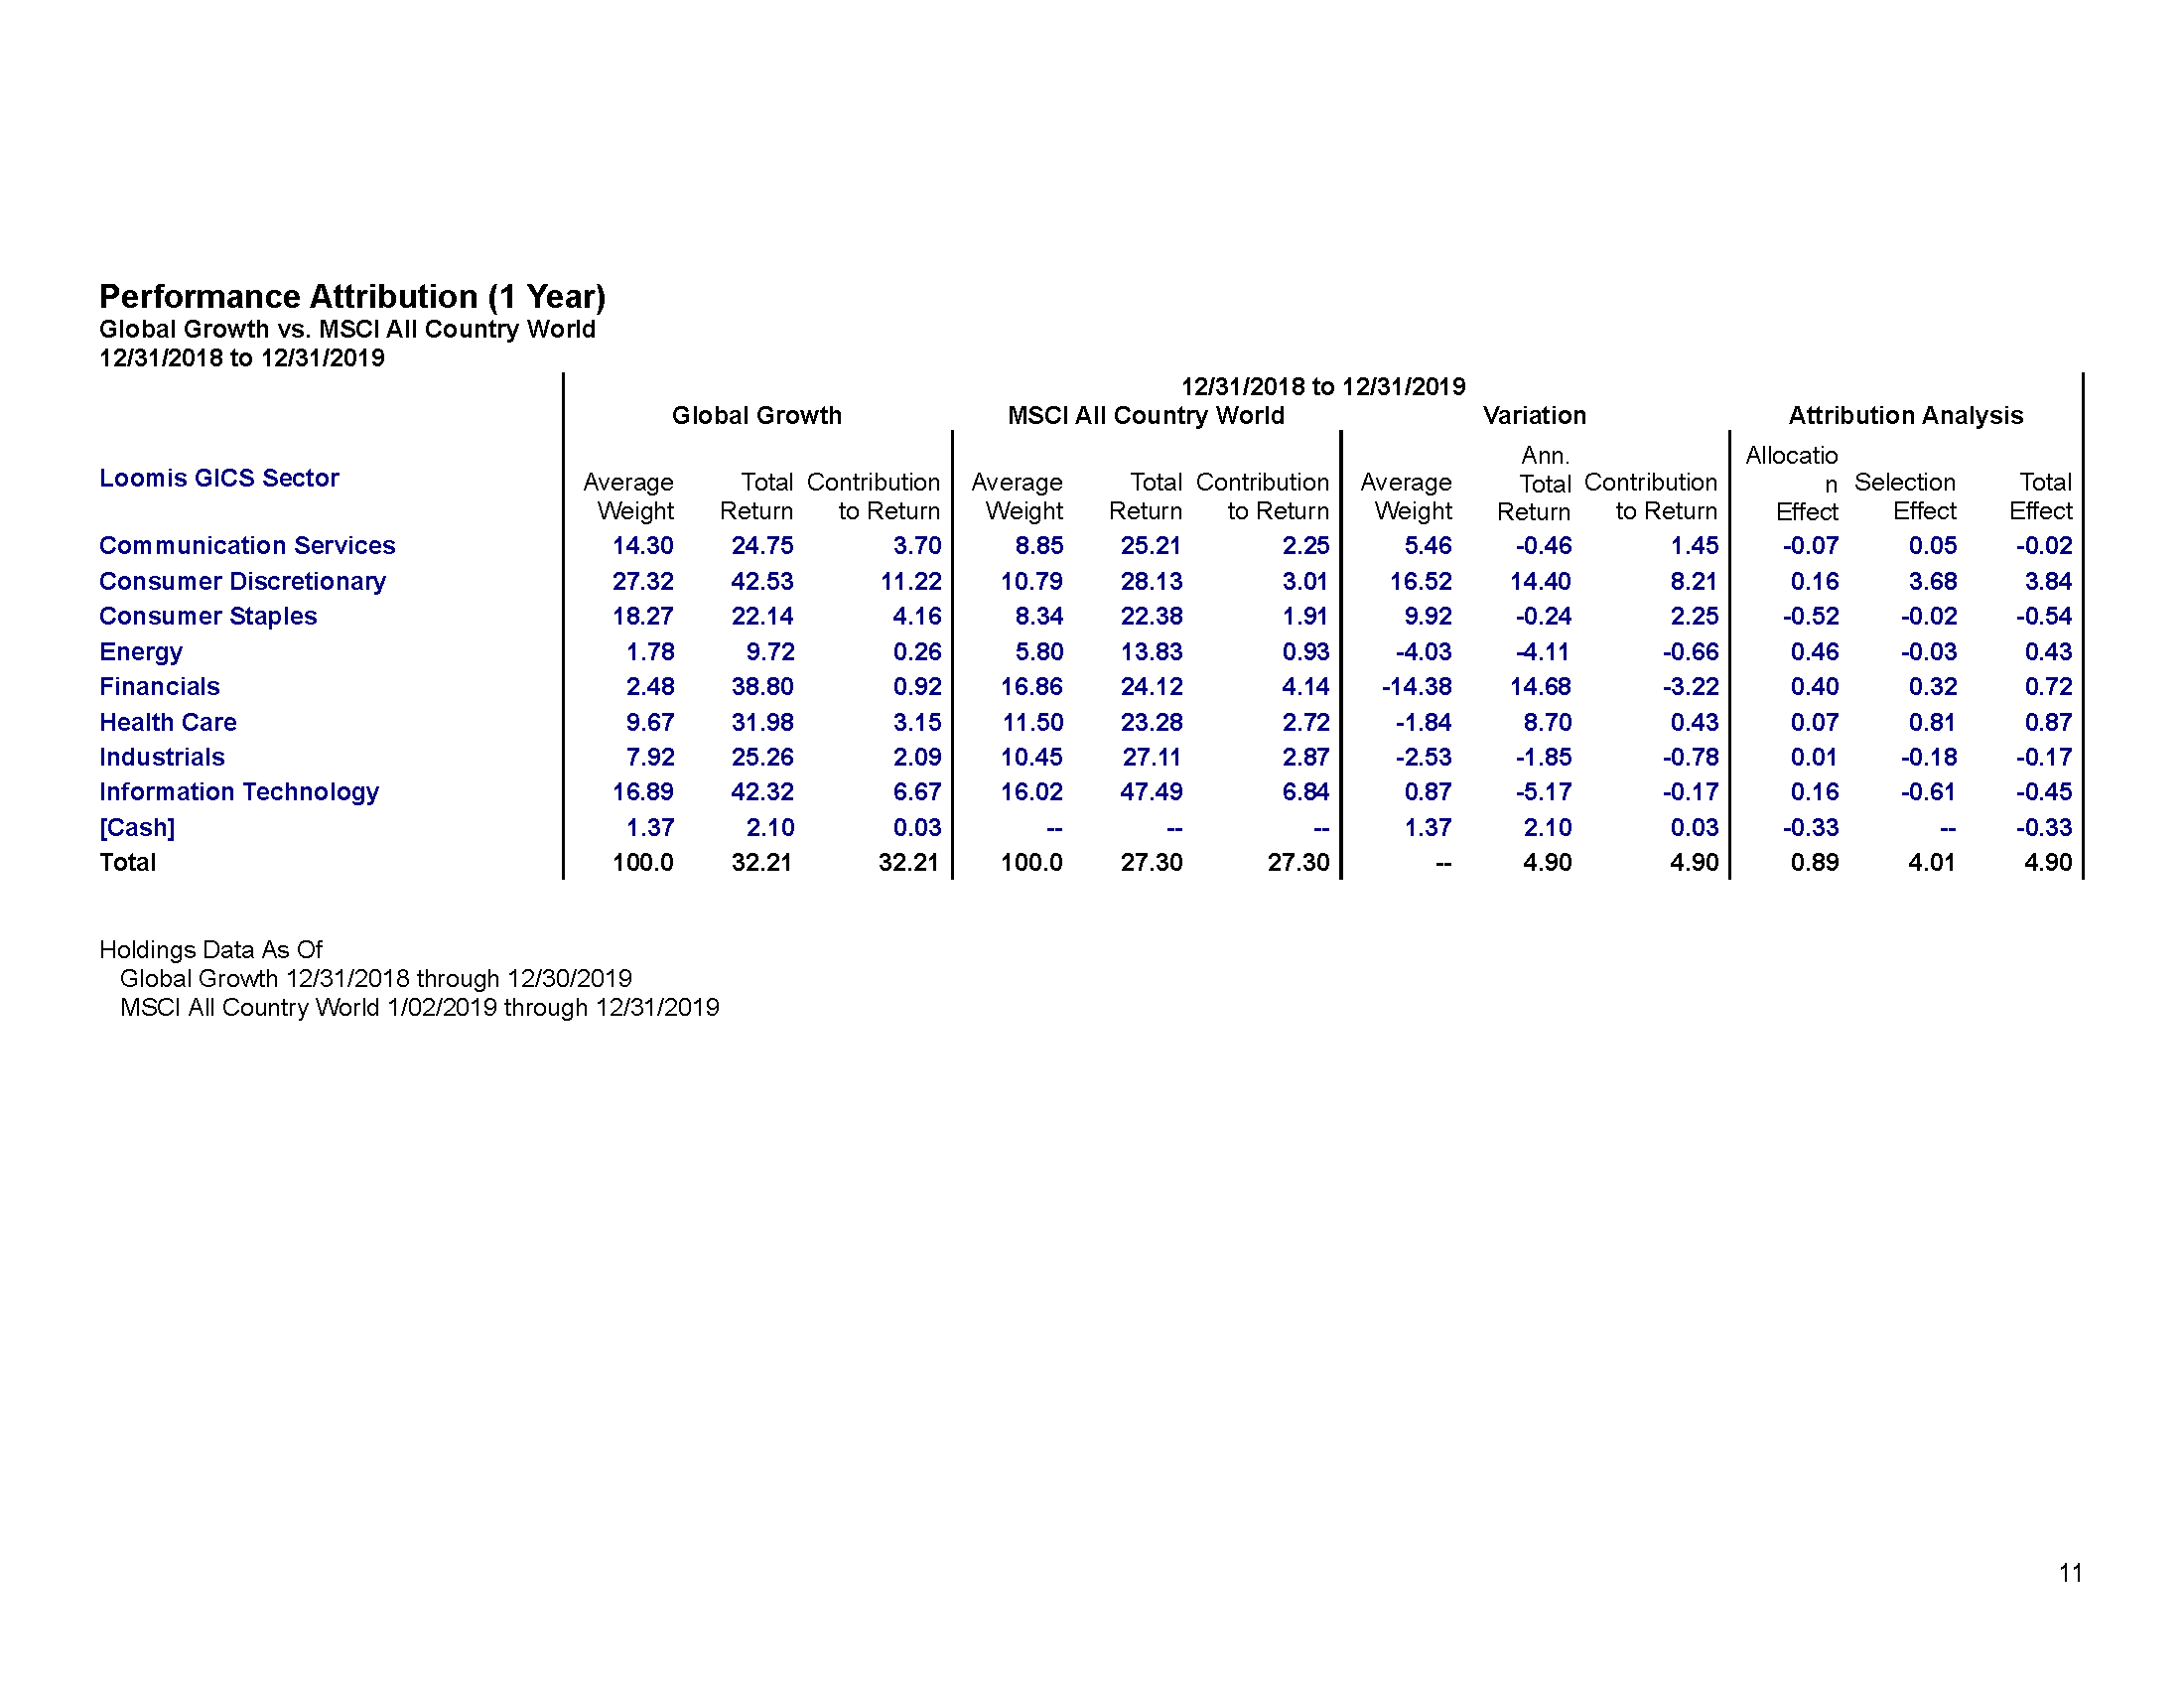 Performance Attribution (1 Year)
Global Growth vs. MSCI All Country World
12/31/2018 to 12/31/2019
12/31/2018 to 12/31/2019
Global Growth MSCI All Country World Variation Attribution Analysis
Loomis GICS Sector Average Weight Total Return Contribution to Return Average Weight Total Return Contribution to Return Average Weight Ann. Total Return Contribution to Return Allocatio n Effect Selection Effect Total Effect
Communication Services 14.30 24.75 3.70 8.85 25.21 2.25 5.46 -0.46 1.45 -0.07 0.05 -0.02
Consumer Discretionary 27.32 42.53 11.22 10.79 28.13 3.01 16.52 14.40 8.21 0.16 3.68 3.84
Consumer Staples 18.27 22.14 4.16 8.34 22.38 1.91 9.92 -0.24 2.25 -0.52 -0.02 -0.54
Energy 1.78 9.72 0.26 5.80 13.83 0.93 -4.03 -4.11 -0.66 0.46 -0.03 0.43
Financials 2.48 38.80 0.92 16.86 24.12 4.14 -14.38 14.68 -3.22 0.40 0.32 0.72
Health Care 9.67 31.98 3.15 11.50 23.28 2.72 -1.84 8.70 0.43 0.07 0.81 0.87
Industrials 7.92 25.26 2.09 10.45 27.11 2.87 -2.53 -1.85 -0.78 0.01 -0.18 -0.17
Information Technology 16.89 42.32 6.67 16.02 47.49 6.84 0.87 -5.17 -0.17 0.16 -0.61 -0.45
[Cash] 1.37 2.10 0.03 -- -- -- 1.37 2.10 0.03 -0.33 -- -0.33
Total 100.0 32.21 32.21 100.0 27.30 27.30 -- 4.90 4.90 0.89 4.01 4.90
Holdings Data As Of
Global Growth 12/31/2018 through 12/30/2019
MSCI All Country World 1/02/2019 through 12/31/2019
11